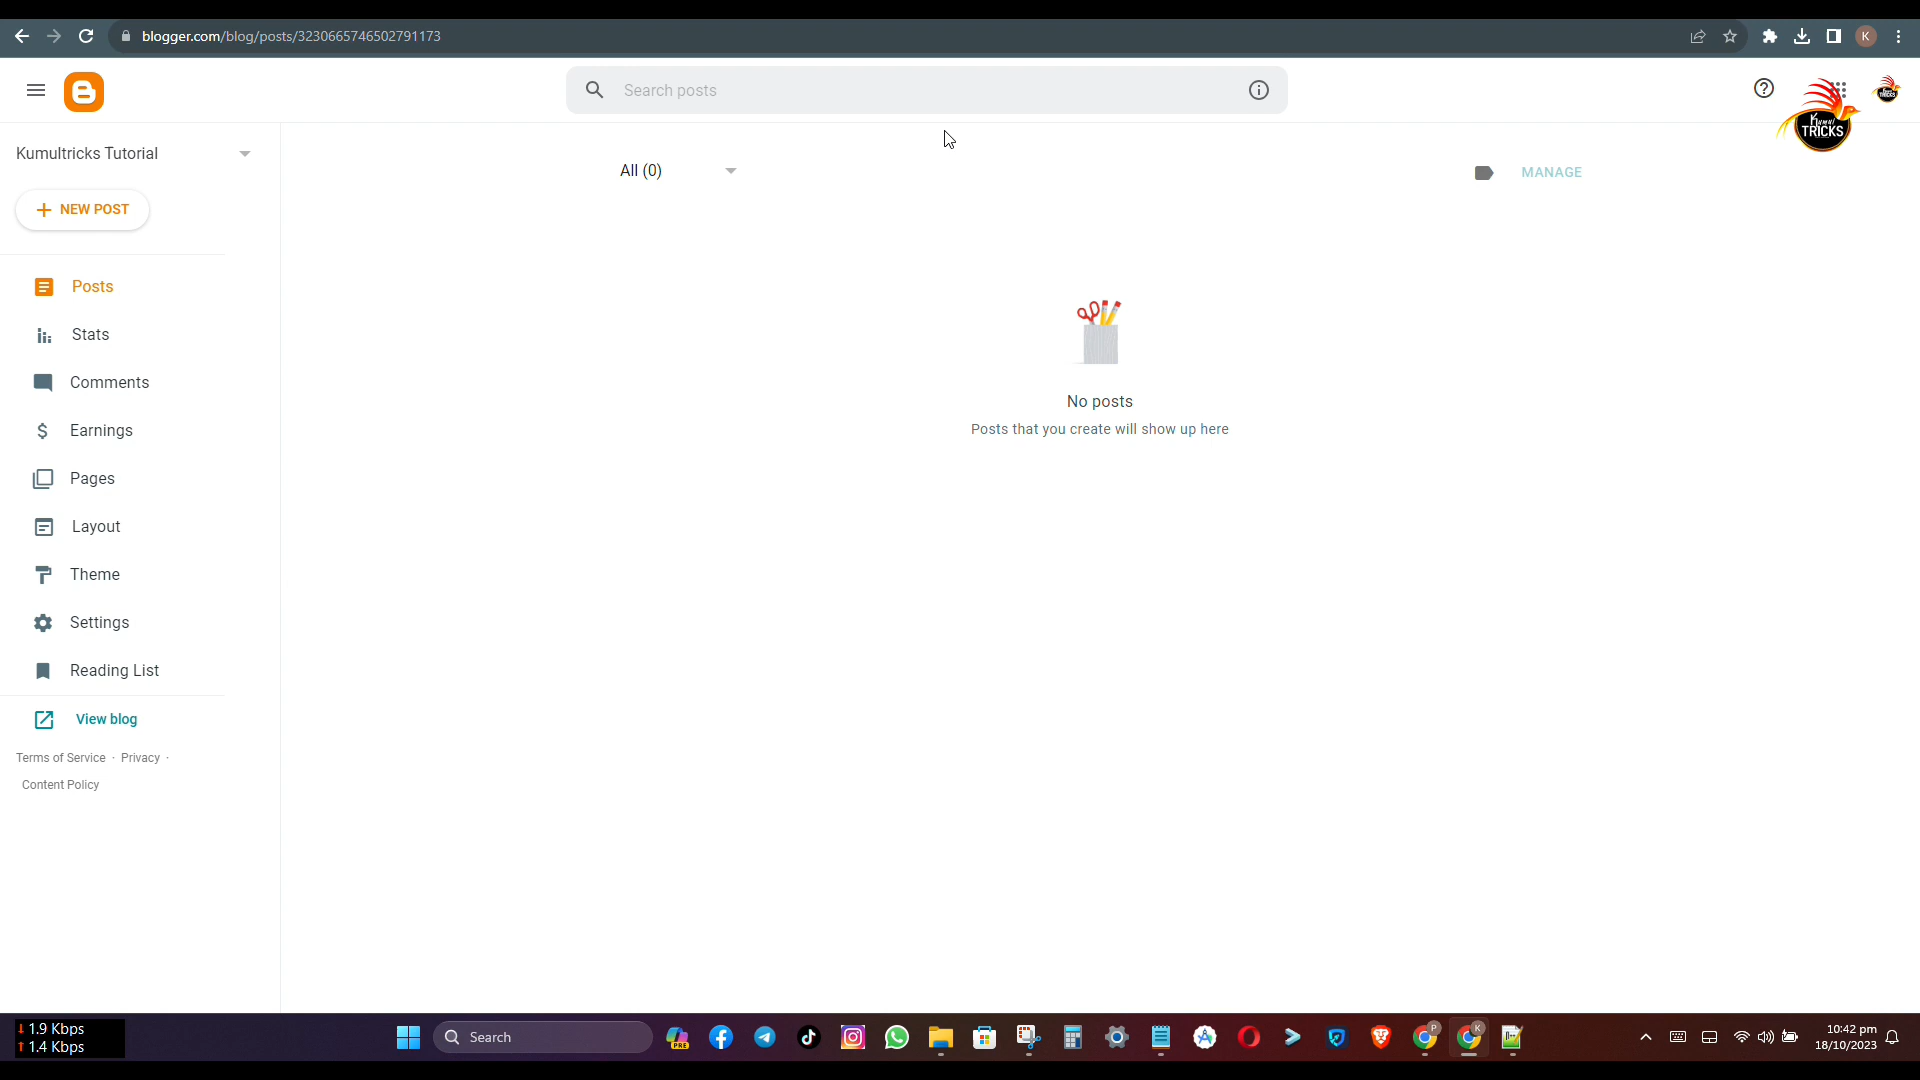 blogger.com/blog/posts/3230665746502791173
K
Search posts
Kumul
TRICKS
Kumultricks Tutorial
All (0)
MANAGE
NEW POST
Posts
Stats
Comments
Earnings
Pages
Layout
Theme
Settings
Reading List
View blog
Terms of Service · Privacy ·
Content Policy
No posts
Posts that you create will show up here
1.9 Kbps
1.4 Kbps
Search
PRE
P
K
10:42 pm
18/10/2023